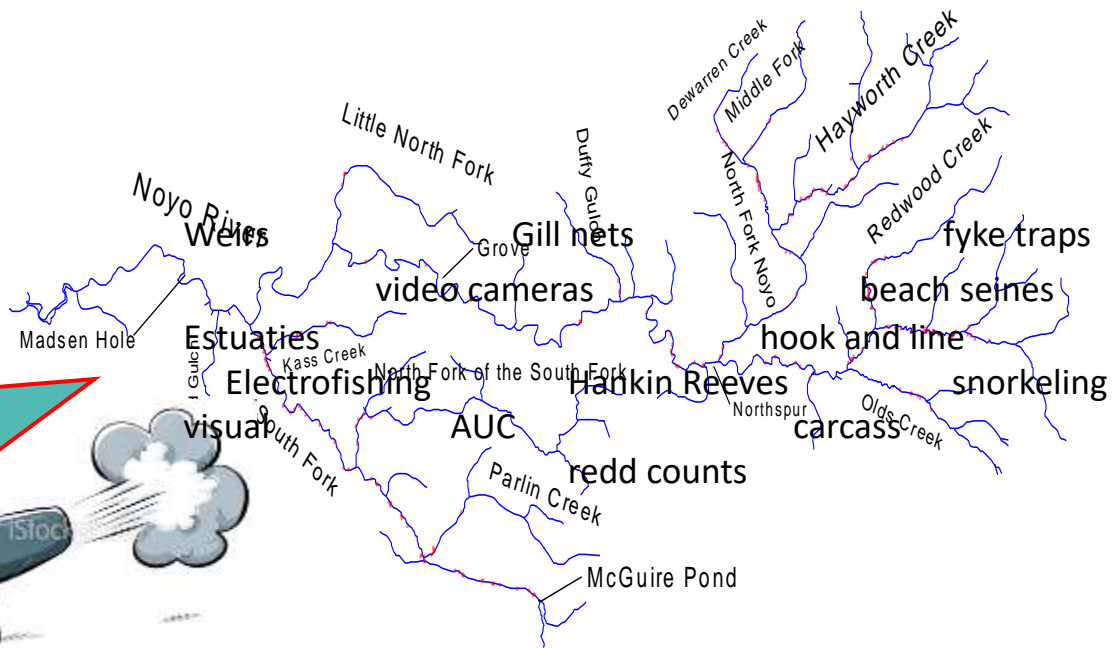 Dewarren Creek
Middle Fork
Hayworth Creek
Little North Fork
Duffy Gulch
Redwood Creek
North Fork Noyo
Noyo River
Weirs
Gill nets
fyke traps
Grove
video cameras
beach seines
Madsen Hole
Estuaties
hook and line
Kass Creek
Gulch
North Fork of the South Fork
Electrofishing
Hankin Reeves
snorkeling
Northspur
Olds Creek
visual
AUC
carcass
South Fork
redd counts
Parlin Creek
iStock
McGuire Pond